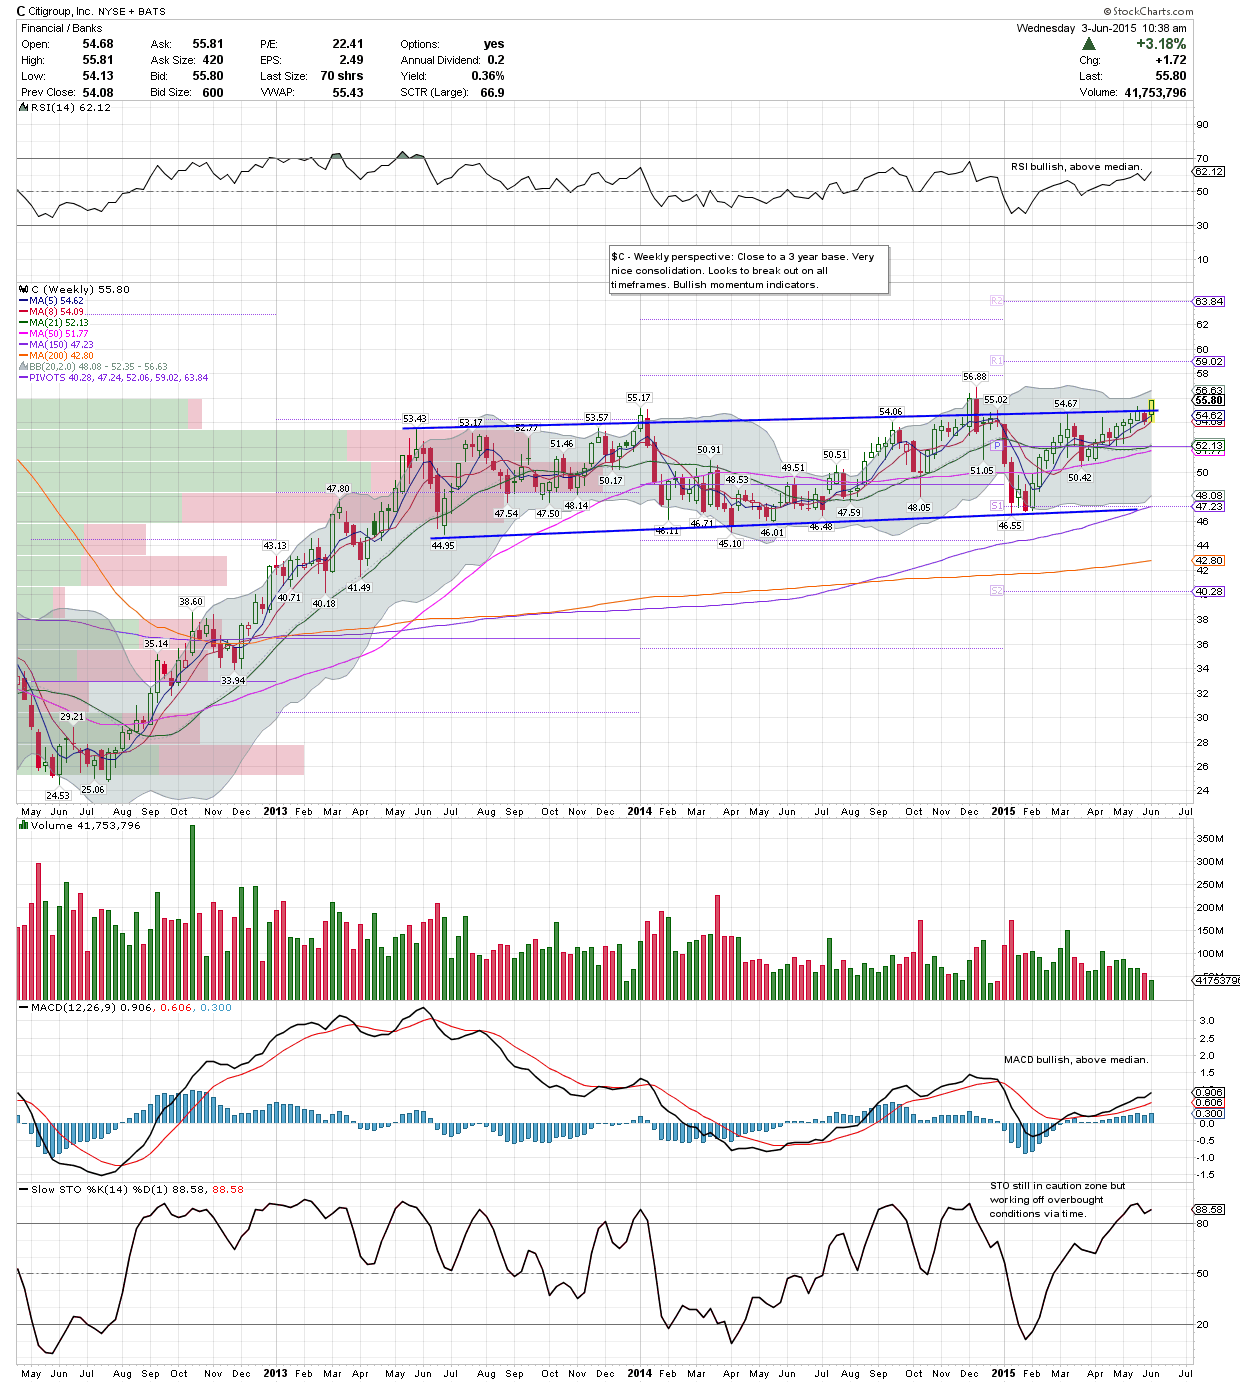 C Citigroup, Inc. NYSE + BATS
© StockCharts.com
Financial / Banks
Wednesday 3-Jun-2015 10:38 am
Open: 54.68 Ask: 55.81 P/E: 22.41 Options: yes
+3.18%
High: 55.81 Ask Size: 420 EPS: 2.49 Annual Dividend: 0.2
Chg: +1.72
Low: 54.13 Bid: 55.80 Last Size: 70 shrs Yield: 0.36%
Last: 55.80
Prev Close: 54.08 Bid Size: 600 VWAP: 55.43 SCTR (Large): 66.9
Volume: 41,753,796
RSI(14) 62.12
90
70
RSI bullish, above median.
62.12
50
30
10
$C - Weekly perspective: Close to a 3 year base. Very
nice consolidation. Looks to break out on all
timeframes. Bullish momentum indicators.
C (Weekly) 55.80
MA(5) 54.62
MA(8) 54.09
MA(21) 52.13
MA(50) 51.77
MA(150) 47.23
MA(200) 42.80
BB(20,2.0) 48.08 - 52.35 - 56.63
PIVOTS 40.28, 47.24, 52.06, 59.02, 63.84
R2
63.84
62
60
R1
59.02
58
56.88
56.63
55.80
55.17
55.02
54.67
54.62
54.09
54.06
53.43
53.17
53.57
52.77
52.13
51.77
P
51.46
50.91
50.51
51.05
50.17
49.51
48.53
50.42
50
47.80
47.54
47.50
48.14
47.59
48.05
48.08
S1
47.23
46.11
46.71
46.01
46.48
46.55
46
44.95
45.10
44
43.13
42.80
42
41.49
40.71
40.18
S2
40.28
38.60
38
36
35.14
34
33.94
32
30
29.21
28
26
25.06
24.53
24
May Jun Jul Aug Sep Oct Nov Dec 2013 Feb Mar Apr May Jun Jul Aug Sep Oct Nov Dec 2014 Feb Mar Apr May Jun Jul Aug Sep Oct Nov Dec 2015 Feb Mar Apr May Jun Jul
Volume 41,753,796
350M
300M
250M
200M
150M
100M
41753796
MACD(12,26,9) 0.906, 0.606, 0.300
3.0
2.5
2.0
MACD bullish, above median.
1.5
0.906
0.606
0.300
0.0
-0.5
-1.0
-1.5
Slow STO %K(14) %D(1) 88.58, 88.58
STO still in caution zone but
working off overbought
conditions via time.
88.58
80
50
20
May Jun Jul Aug Sep Oct Nov Dec 2013 Feb Mar Apr May Jun Jul Aug Sep Oct Nov Dec 2014 Feb Mar Apr May Jun Jul Aug Sep Oct Nov Dec 2015 Feb Mar Apr May Jun Jul